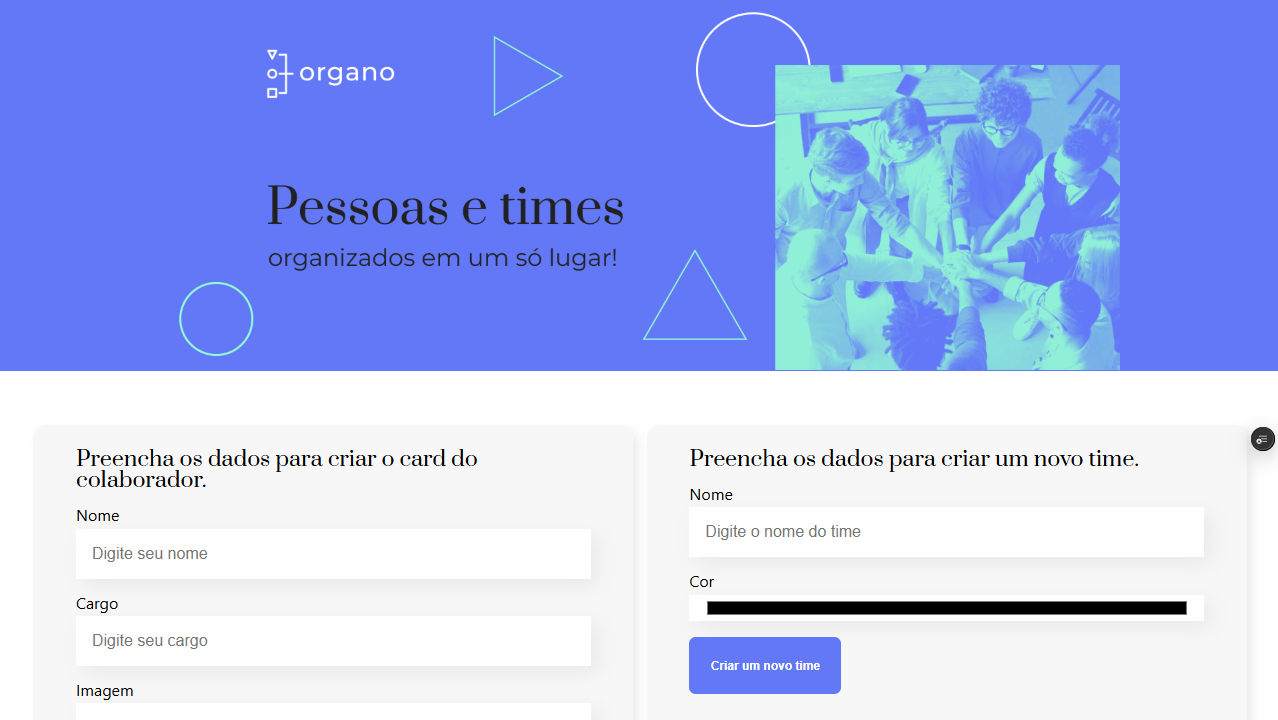 organo
Pessoas e times
organizados em um só lugar!
Preencha os dados para criar o card do
colaborador.
Nome
Digite seu nome
Cargo
Digite seu cargo
Imagem
Preencha os dados para criar um novo time.
Nome
Digite o nome do time
Cor
Criar um novo time